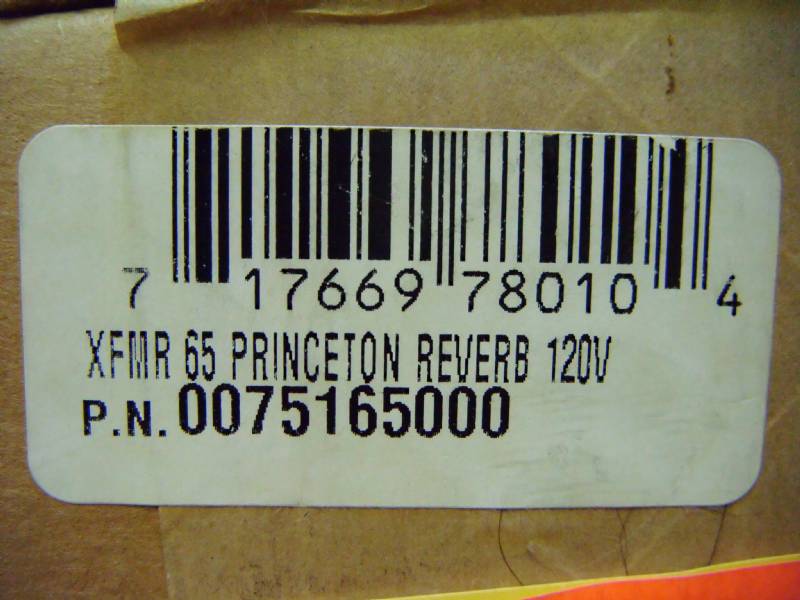 7 17669 78010 4
XFMR 65 PRINCETON REVERB 120V
P.N. 0075165000